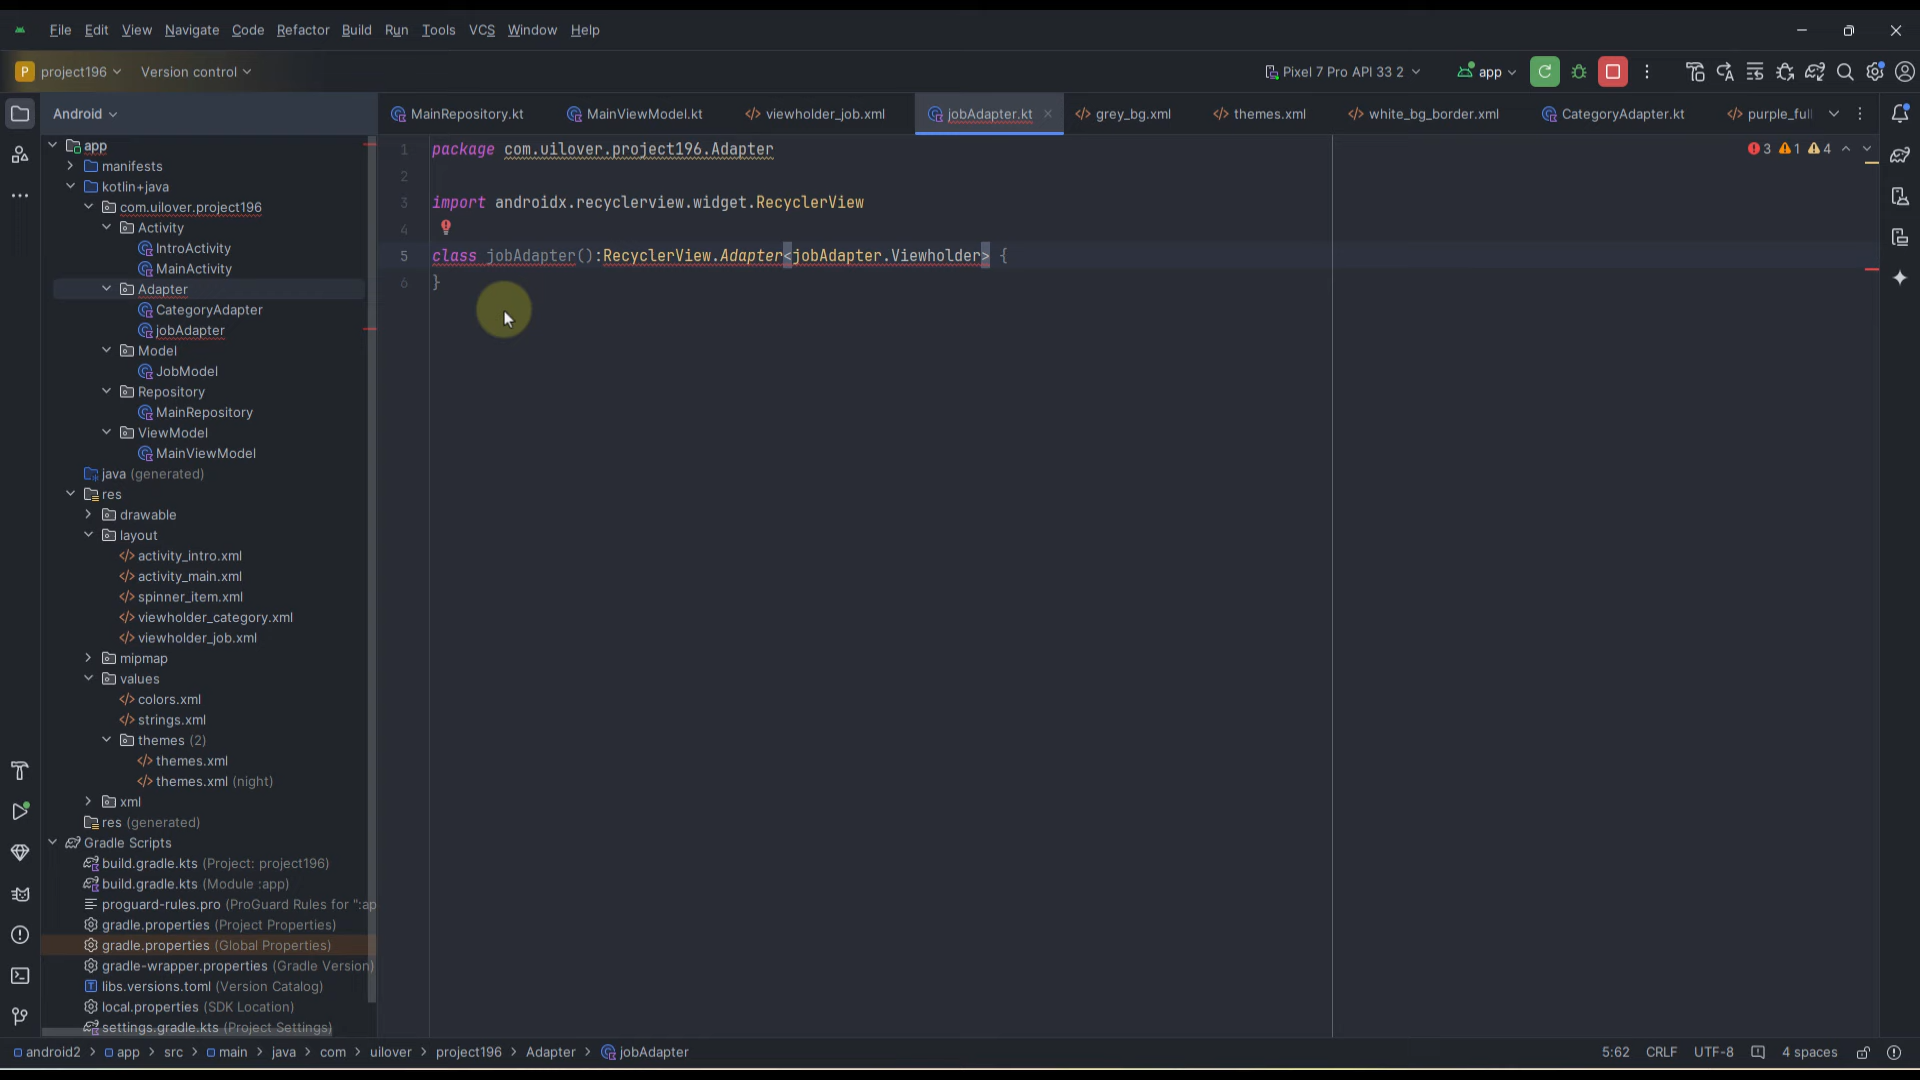 File Edit View Navigate Code Refactor Build Run Tools VCS Window Help
P project196 Version control Pixel 7 Pro API 33 2 app
Android
MainRepository.kt MainViewModel.kt viewholder_job.xml jobAdapter.kt grey_bg.xml themes.xml white_bg_border.xml CategoryAdapter.kt purple_full
app
manifests
kotlin+java
com.uilover.project196
Activity
IntroActivity
MainActivity
Adapter
CategoryAdapter
jobAdapter
Model
JobModel
Repository
MainRepository
ViewModel
MainViewModel
java (generated)
res
drawable
layout
activity_intro.xml
activity_main.xml
spinner_item.xml
viewholder_category.xml
viewholder_job.xml
mipmap
values
colors.xml
strings.xml
themes (2)
themes.xml
themes.xml (night)
xml
res (generated)
Gradle Scripts
build.gradle.kts (Project: project196)
build.gradle.kts (Module :app)
proguard-rules.pro (ProGuard Rules for ":ap
gradle.properties (Project Properties)
gradle.properties (Global Properties)
gradle-wrapper.properties (Gradle Version)
libs.versions.toml (Version Catalog)
local.properties (SDK Location)
settings.gradle.kts (Project Settings)
1 package com.uilover.project196.Adapter
2
3 import androidx.recyclerview.widget.RecyclerView
4
5 class jobAdapter():RecyclerView.Adapter<jobAdapter.Viewholder> {
6 }
3 1 4
android2 > app > src > main > java > com > uilover > project196 > Adapter > jobAdapter
5:62 CRLF UTF-8 4 spaces